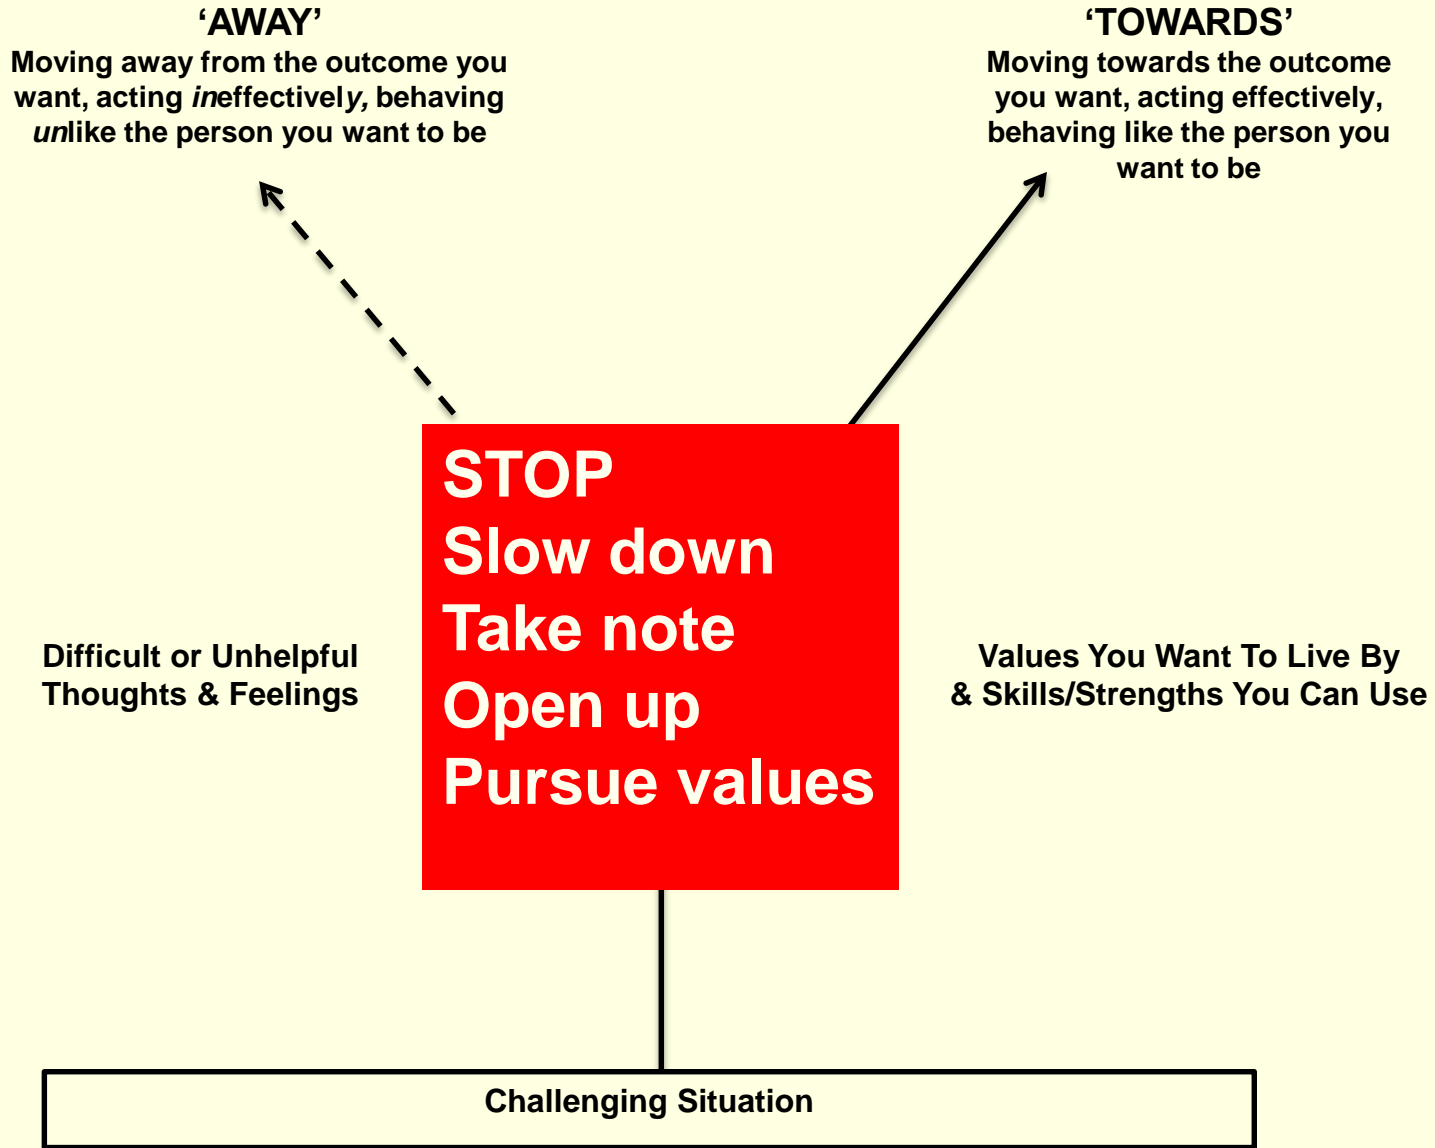 ‘AWAY’
Moving away from the outcome you
want, acting ineffectively, behaving
unlike the person you want to be
‘TOWARDS’
Moving towards the outcome
you want, acting effectively,
behaving like the person you
want to be
STOP
Slow down
Take note
Open up
Pursue values
Difficult or Unhelpful
Thoughts & Feelings
Values You Want To Live By
& Skills/Strengths You Can Use
Challenging Situation